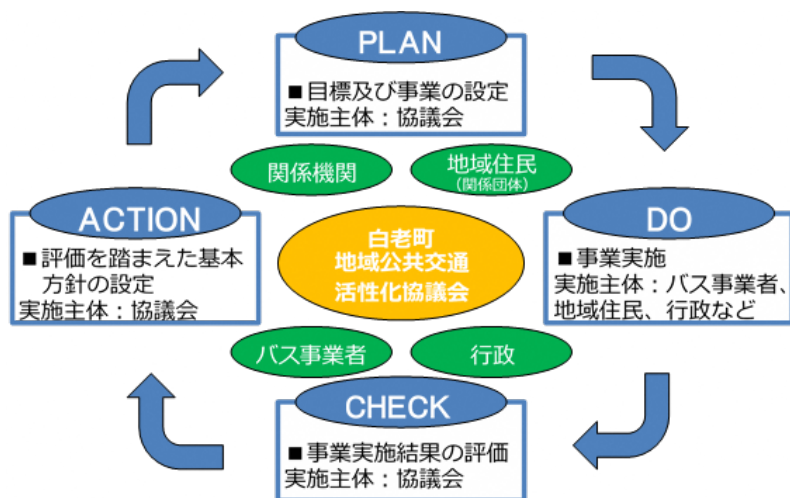 PLAN
■目標及び事業の設定
実施主体：協議会
関係機関
地域住民
（関係団体）
ACTION
■評価を踏まえた基本
方針の設定
実施主体：協議会
白老町
地域公共交通
活性化協議会
DO
■事業実施
実施主体：バス事業者、
地域住民、行政など
バス事業者
行政
CHECK
■事業実施結果の評価
実施主体：協議会